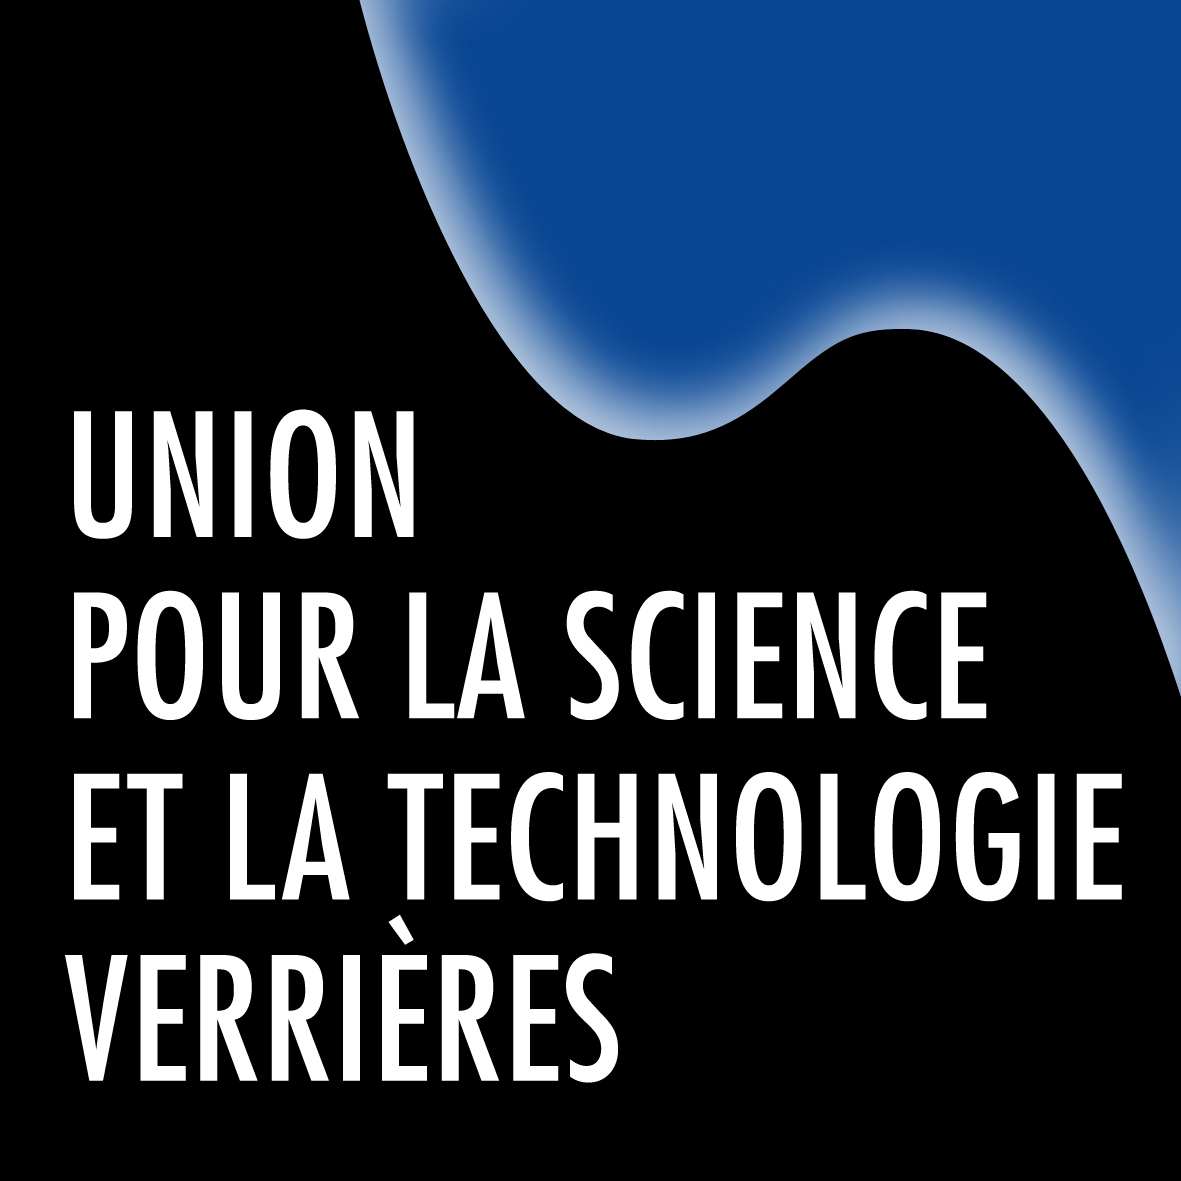 UNION
POUR LA SCIENCE
ET LA TECHNOLOGIE
VERRIÈRES